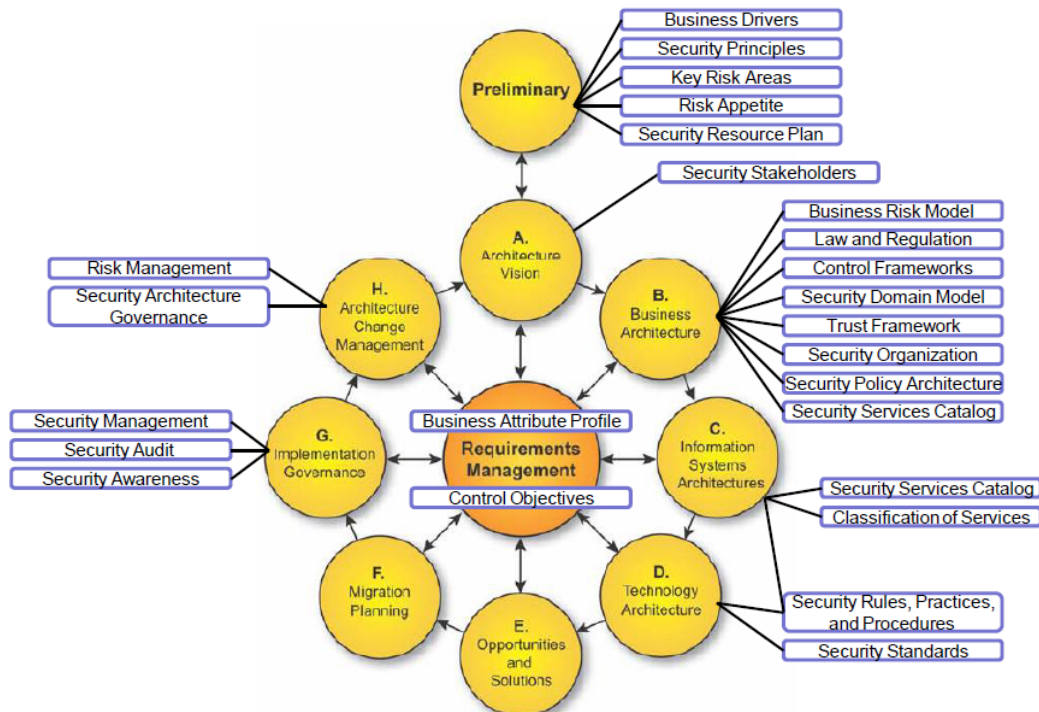 Business Drivers
Security Principles
Key Risk Areas
Risk Appetite
Security Resource Plan
Preliminary
Security Stakeholders
A.
Architecture
Vision
Business Risk Model
Law and Regulation
Control Frameworks
Security Domain Model
Trust Framework
Security Organization
Security Policy Architecture
Security Services Catalog
B.
Business
Architecture
Risk Management
Security Architecture
Governance
H.
Architecture
Change
Management
Security Management
Security Audit
Security Awareness
G.
Implementation
Governance
Business Attribute Profile
Requirements
Management
Control Objectives
C.
Information
Systems
Architectures
Security Services Catalog
Classification of Services
Security Rules, Practices,
and Procedures
Security Standards
F.
Migration
Planning
E.
Opportunities
and
Solutions
D.
Technology
Architecture